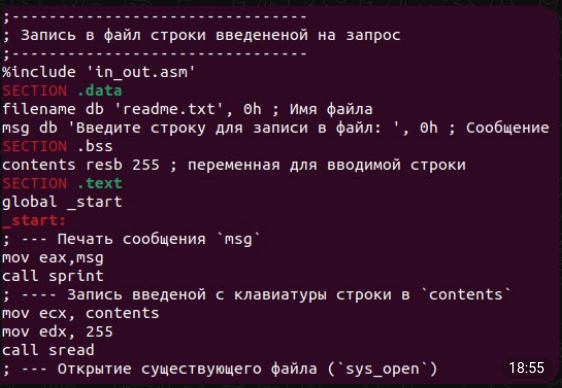 ;--------------------------------
; Запись в файл строки введененой на запрос
;--------------------------------
%include 'in_out.asm'
SECTION .data
filename db 'readme.txt', 0h ; Имя файла
msg db 'Введите строку для записи в файл: ', 0h ; Сообщение
SECTION .bss
contents resb 255 ; переменная для вводимой строки
SECTION .text
global _start
_start:
; --- Печать сообщения `msg`
mov eax,msg
call sprint
; ---- Запись введеной с клавиатуры строки в `contents`
mov ecx, contents
mov edx, 255
call sread
; --- Открытие существующего файла (`sys_open`)
18:55